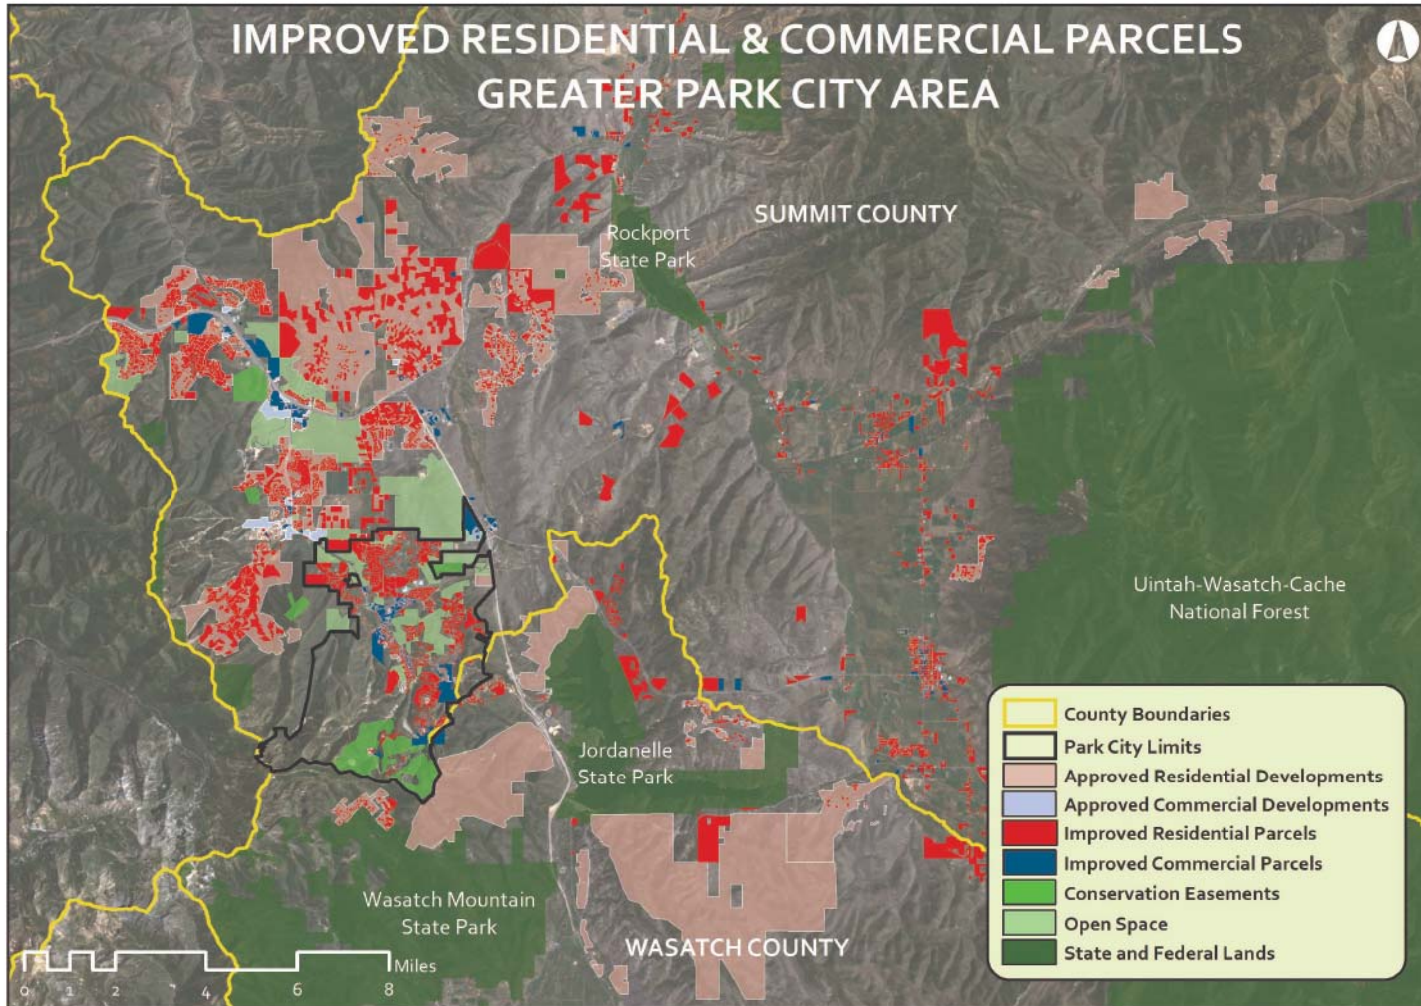 IMPROVED RESIDENTIAL & COMMERCIAL PARCELS
GREATER PARK CITY AREA
SUMMIT COUNTY
Rockport
State Park
Uintah-Wasatch-Cache
National Forest
Jordanelle
State Park
Wasatch Mountain
State Park
WASATCH COUNTY
County Boundaries
Park City Limits
Approved Residential Developments
Approved Commercial Developments
Improved Residential Parcels
Improved Commercial Parcels
Conservation Easements
Open Space
State and Federal Lands
Miles
0 1 2 4 6 8